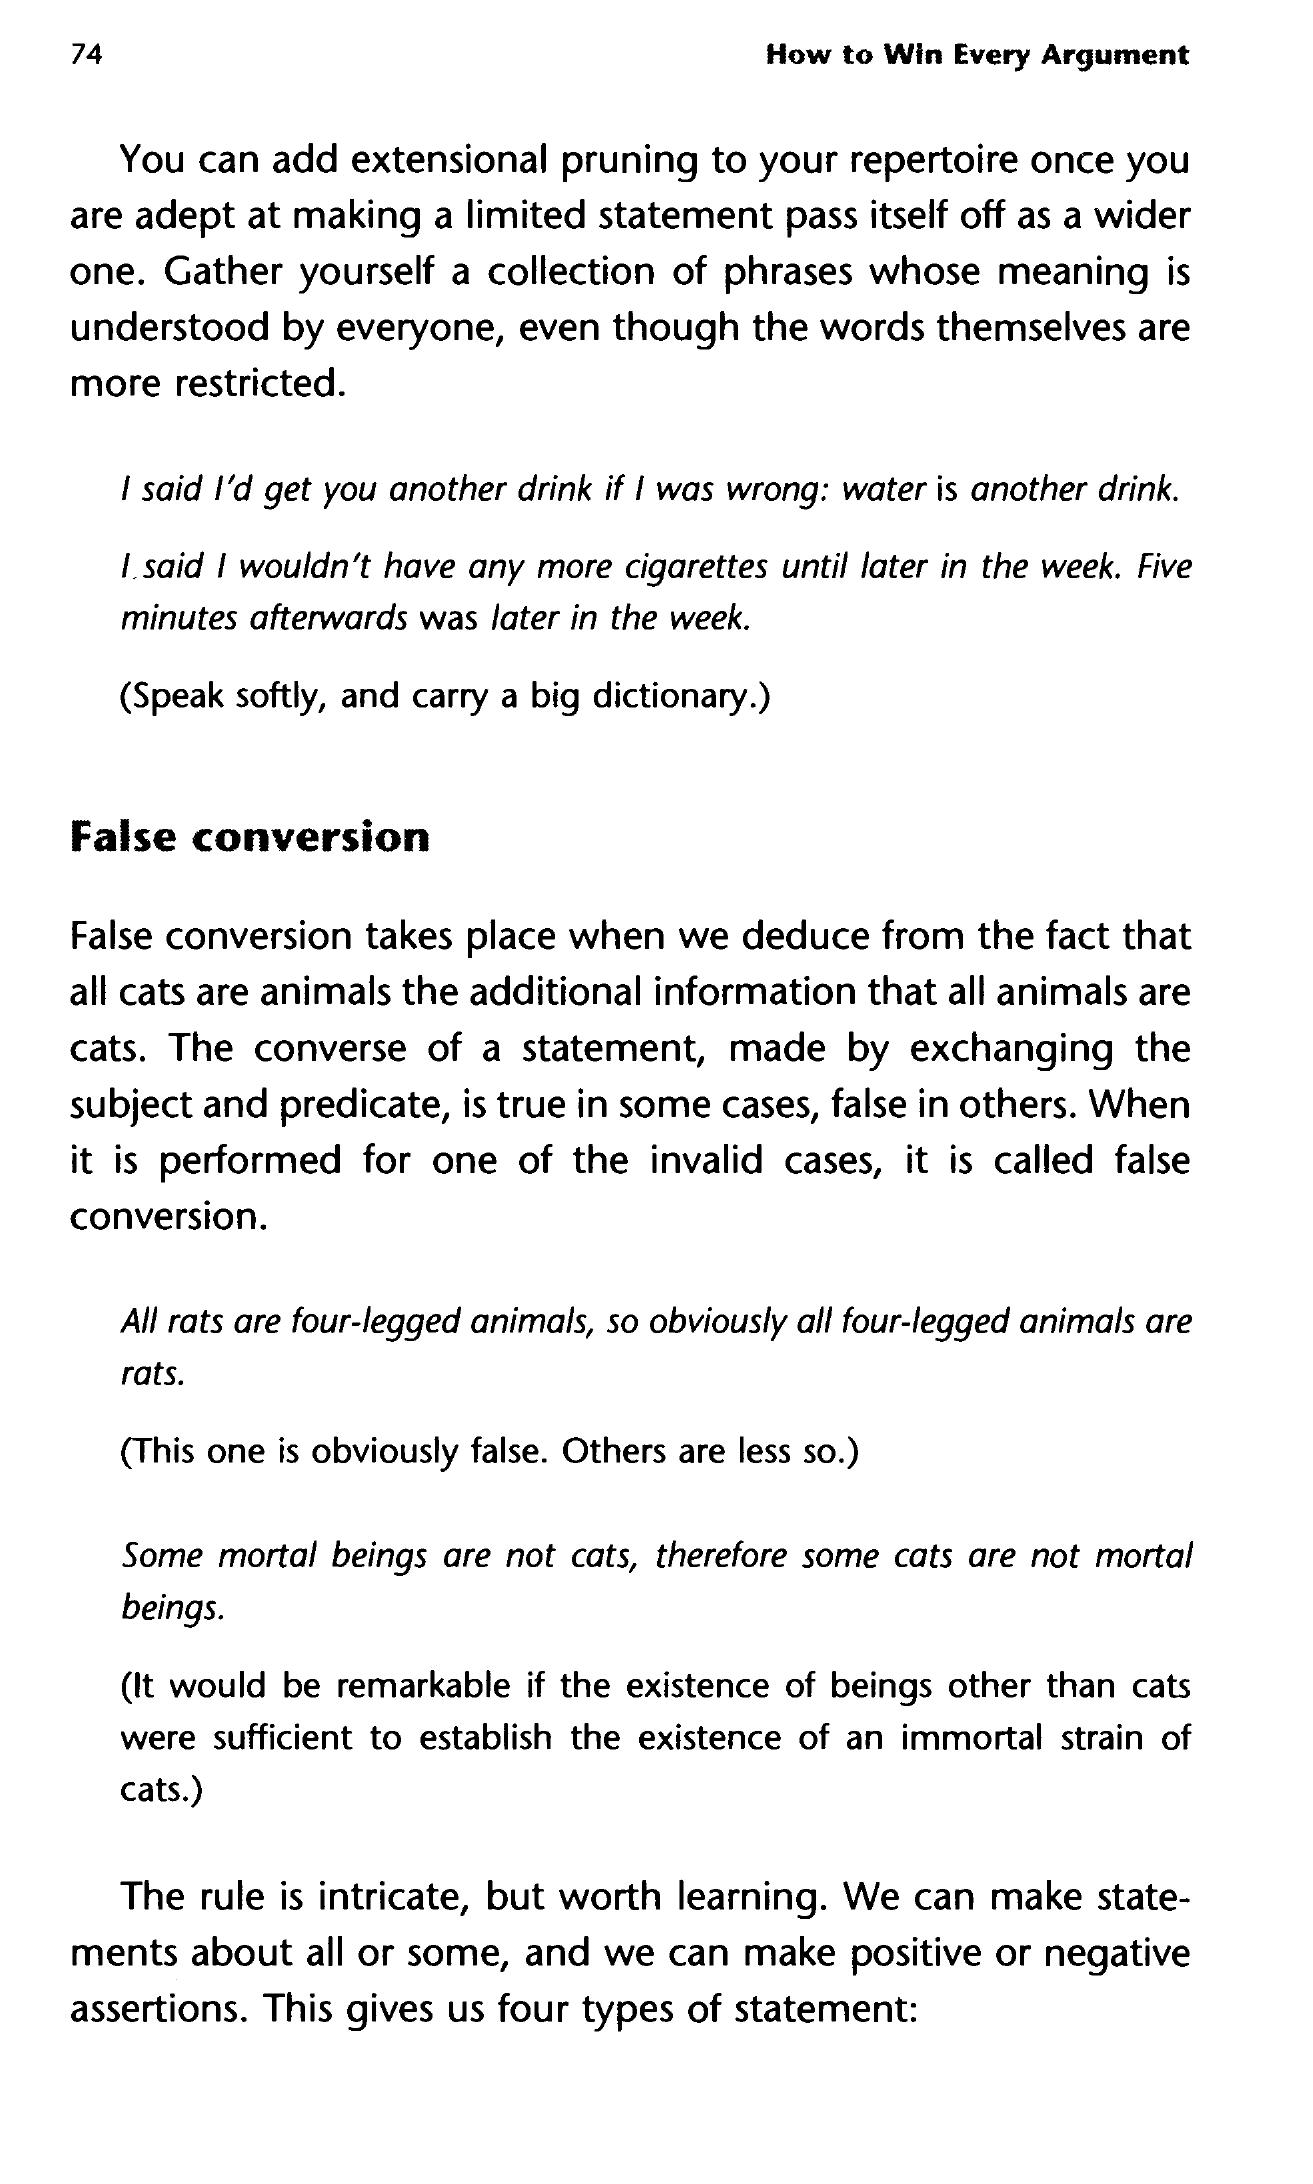 74 How to Win Every Argument
You can add extensional pruning to your repertoire once you
are adept at making a limited statement pass itself off as a wider
one. Gather yourself a collection of phrases whose meaning is
understood by everyone, even though the words themselves are
more restricted.
I said I'd get you another drink if I was wrong: water is another drink.
I said I wouldn't have any more cigarettes until later in the week. Five
minutes afterwards was later in the week.
(Speak softly, and carry a big dictionary.)
False conversion
False conversion takes place when we deduce from the fact that
all cats are animals the additional information that all animals are
cats. The converse of a statement, made by exchanging the
subject and predicate, is true in some cases, false in others. When
it is performed for one of the invalid cases, it is called false
conversion.
All rats are four-legged animals, so obviously all four-legged animals are
rats.
(This one is obviously false. Others are less so.)
Some mortal beings are not cats, therefore some cats are not mortal
beings.
(It would be remarkable if the existence of beings other than cats
were sufficient to establish the existence of an immortal strain of
cats.)
The rule is intricate, but worth learning. We can make state-
ments about all or some, and we can make positive or negative
assertions. This gives us four types of statement: